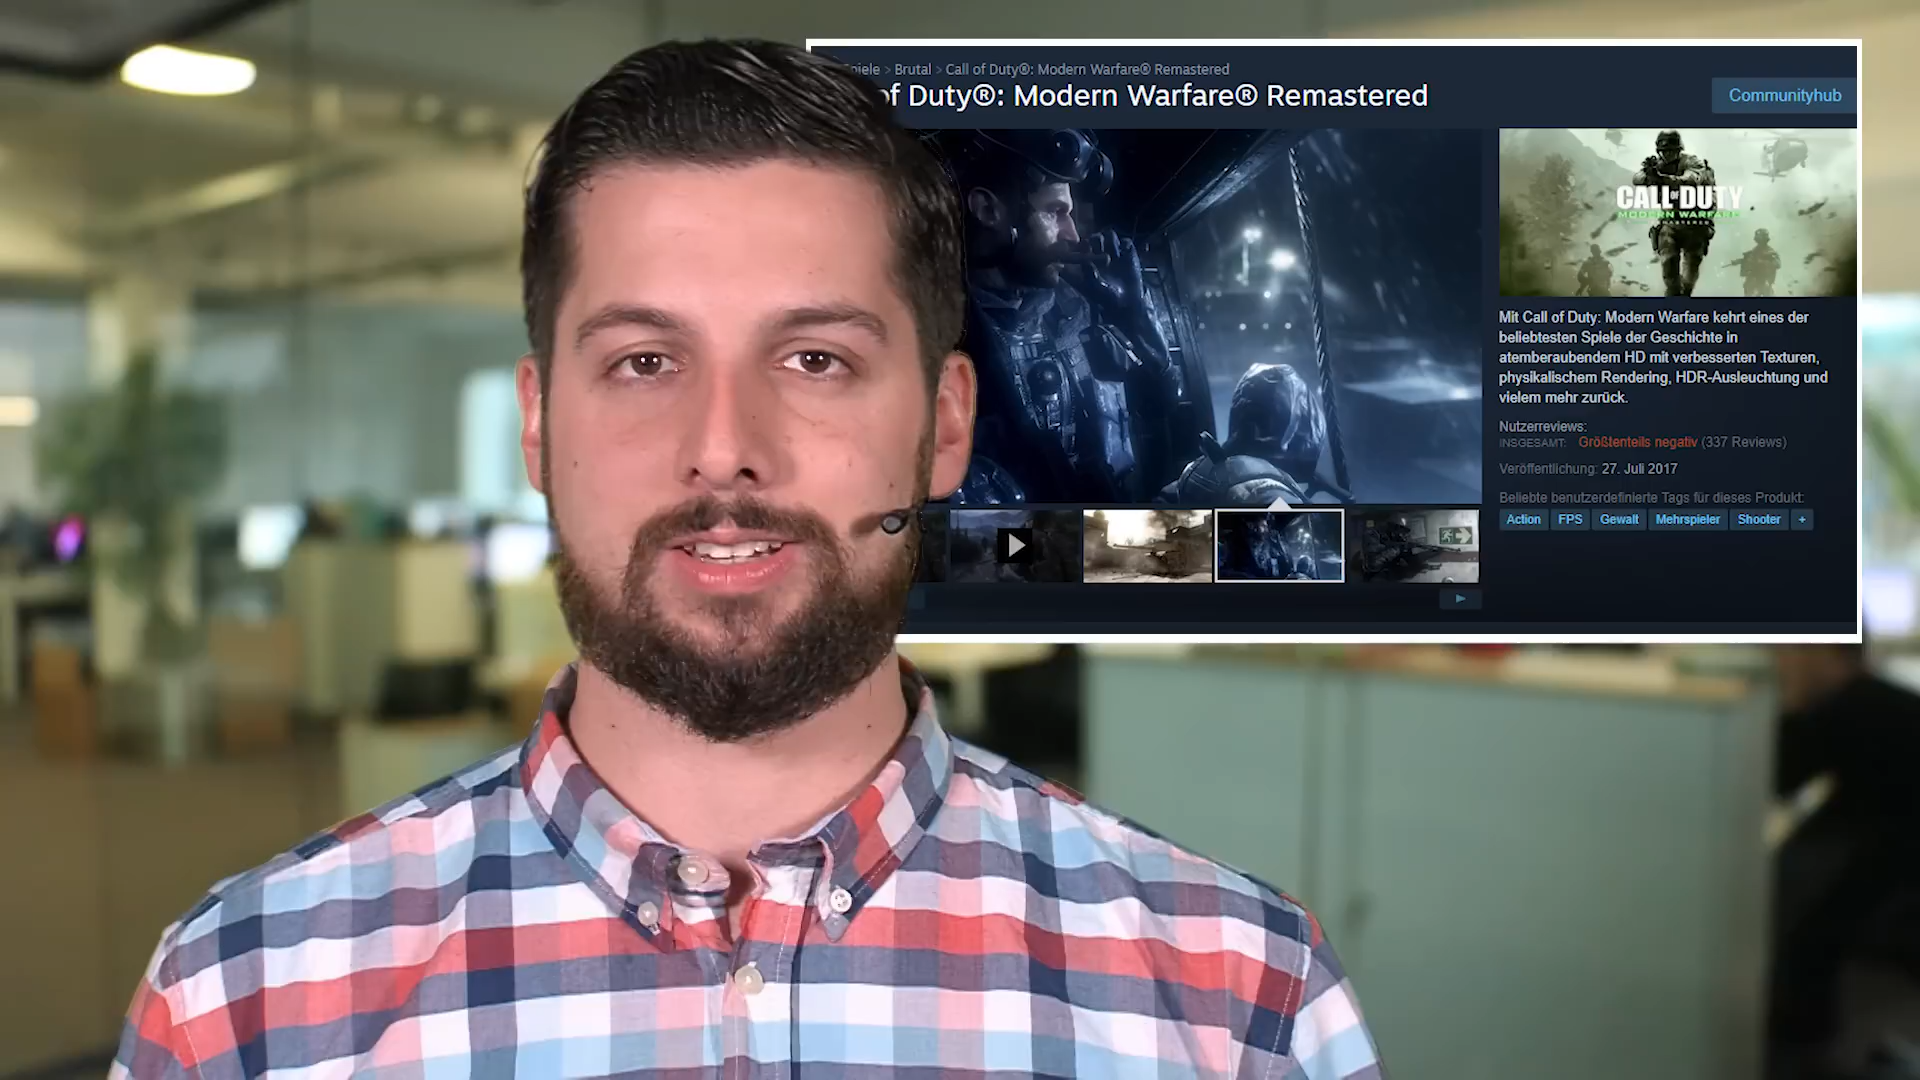 > Brutal > Call of Duty®: Modern Warfare® Remastered
of Duty®: Modern Warfare® Remastered
Communityhub
CALL OF DUTY
MODERN WARFARE
REMASTERED
Mit Call of Duty: Modern Warfare kehrt eines der
beliebtesten Spiele der Geschichte in
atemberaubendem HD mit verbesserten Texturen,
physikalischem Rendering, HDR-Ausleuchtung und
vielem mehr zurück.
Nutzerreviews:
INSGESAMT: Größtenteils negativ (337 Reviews)
Veröffentlichung: 27. Juli 2017
Beliebte benutzerdefinierte Tags für dieses Produkt:
Action FPS Gewalt Mehrspieler Shooter +